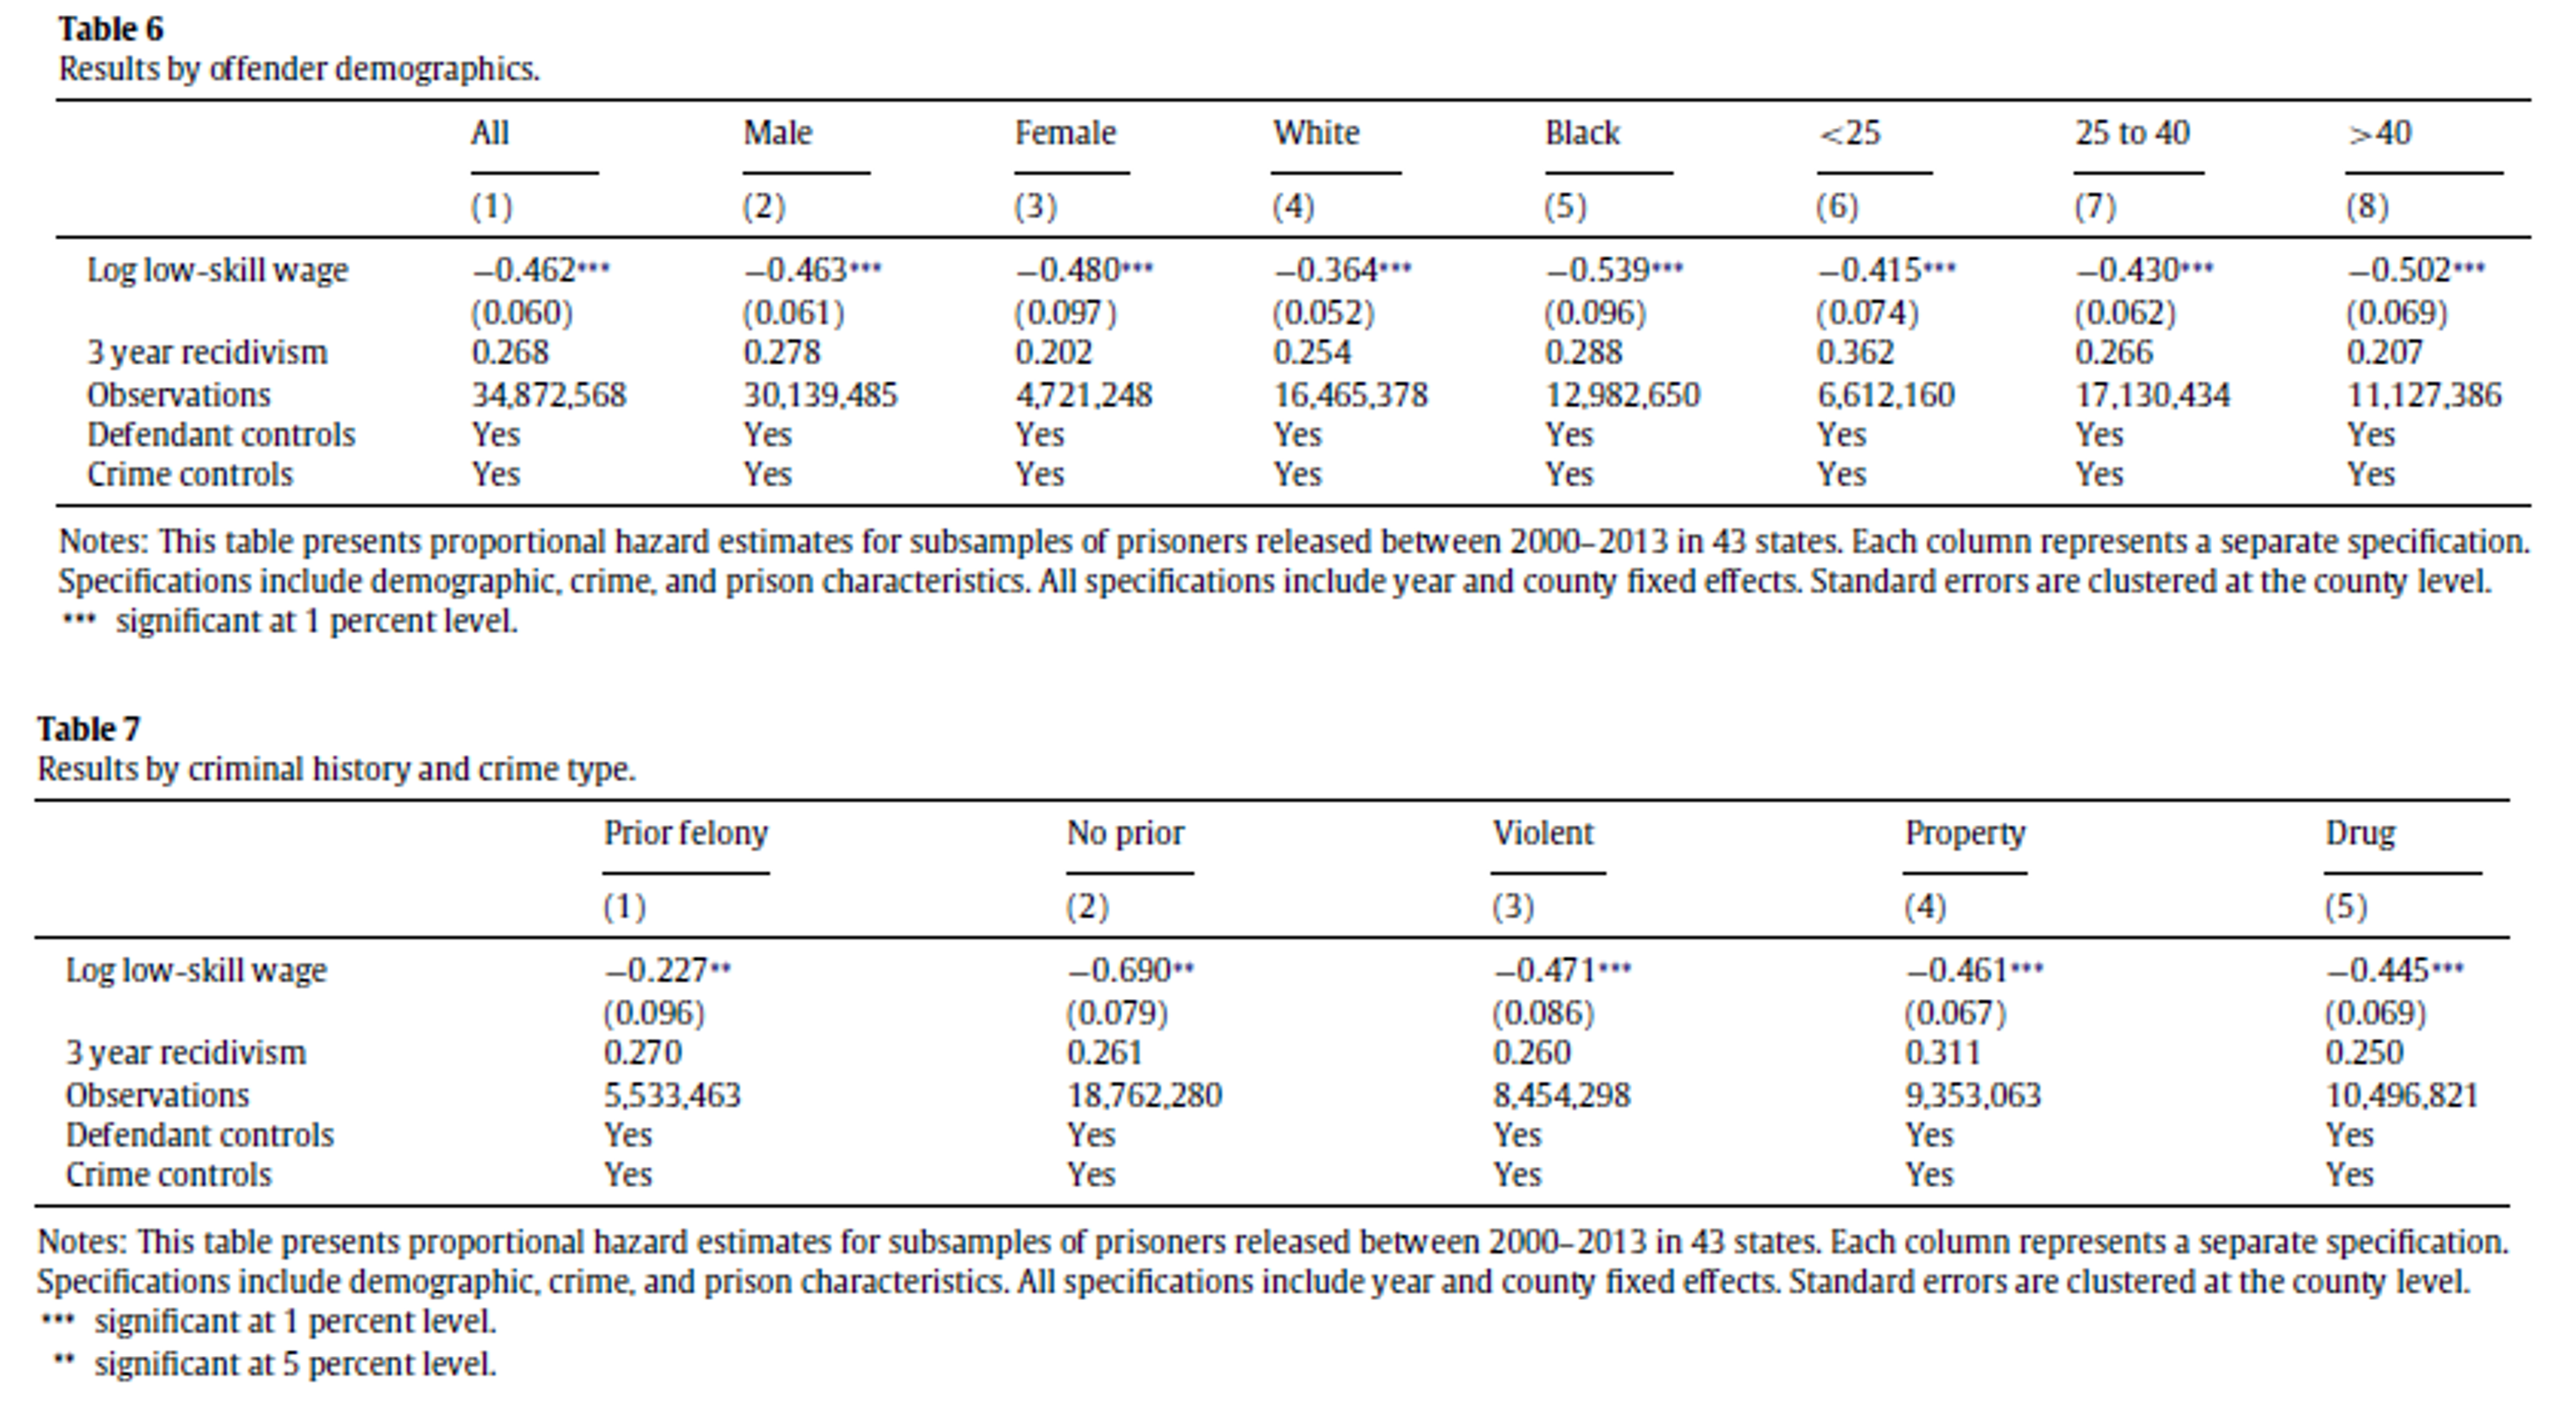 Table 6
Results by offender demographics.
All Male Female White Black <25 25 to 40 >40
(1) (2) (3) (4) (5) (6) (7) (8)
Log low-skill wage −0.462*** −0.463*** −0.480*** −0.364*** −0.539*** −0.415*** −0.430*** −0.502***
(0.060) (0.061) (0.097) (0.052) (0.096) (0.074) (0.062) (0.069)
3 year recidivism 0.268 0.278 0.202 0.254 0.288 0.362 0.266 0.207
Observations 34,872,568 30,139,485 4,721,248 16,465,378 12,982,650 6,612,160 17,130,434 11,127,386
Defendant controls Yes Yes Yes Yes Yes Yes Yes Yes
Crime controls Yes Yes Yes Yes Yes Yes Yes Yes
Notes: This table presents proportional hazard estimates for subsamples of prisoners released between 2000–2013 in 43 states. Each column represents a separate specification.
Specifications include demographic, crime, and prison characteristics. All specifications include year and county fixed effects. Standard errors are clustered at the county level.
*** significant at 1 percent level.
Table 7
Results by criminal history and crime type.
Prior felony No prior Violent Property Drug
(1) (2) (3) (4) (5)
Log low-skill wage −0.227** −0.690** −0.471*** −0.461*** −0.445***
(0.096) (0.079) (0.086) (0.067) (0.069)
3 year recidivism 0.270 0.261 0.260 0.311 0.250
Observations 5,533,463 18,762,280 8,454,298 9,353,063 10,496,821
Defendant controls Yes Yes Yes Yes Yes
Crime controls Yes Yes Yes Yes Yes
Notes: This table presents proportional hazard estimates for subsamples of prisoners released between 2000–2013 in 43 states. Each column represents a separate specification.
Specifications include demographic, crime, and prison characteristics. All specifications include year and county fixed effects. Standard errors are clustered at the county level.
*** significant at 1 percent level.
** significant at 5 percent level.